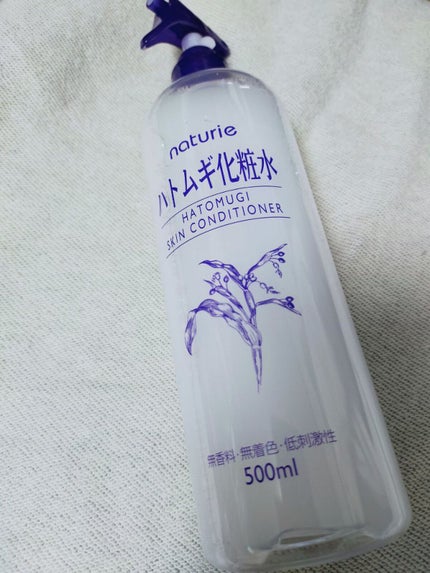 naturie
ハトムギ化粧水
HATOMUGI
SKIN CONDITIONER
無香料・無着色・低刺激性
500ml